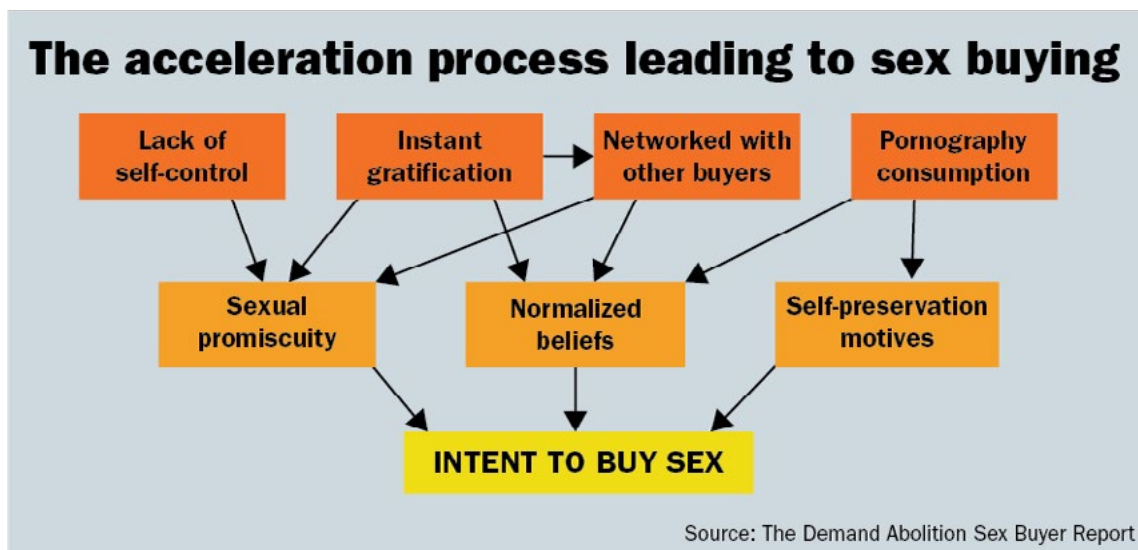 The acceleration process leading to sex buying
Lack of
self-control
Instant
gratification
Networked with
other buyers
Pornography
consumption
Sexual
promiscuity
Normalized
beliefs
Self-preservation
motives
INTENT TO BUY SEX
Source: The Demand Abolition Sex Buyer Report